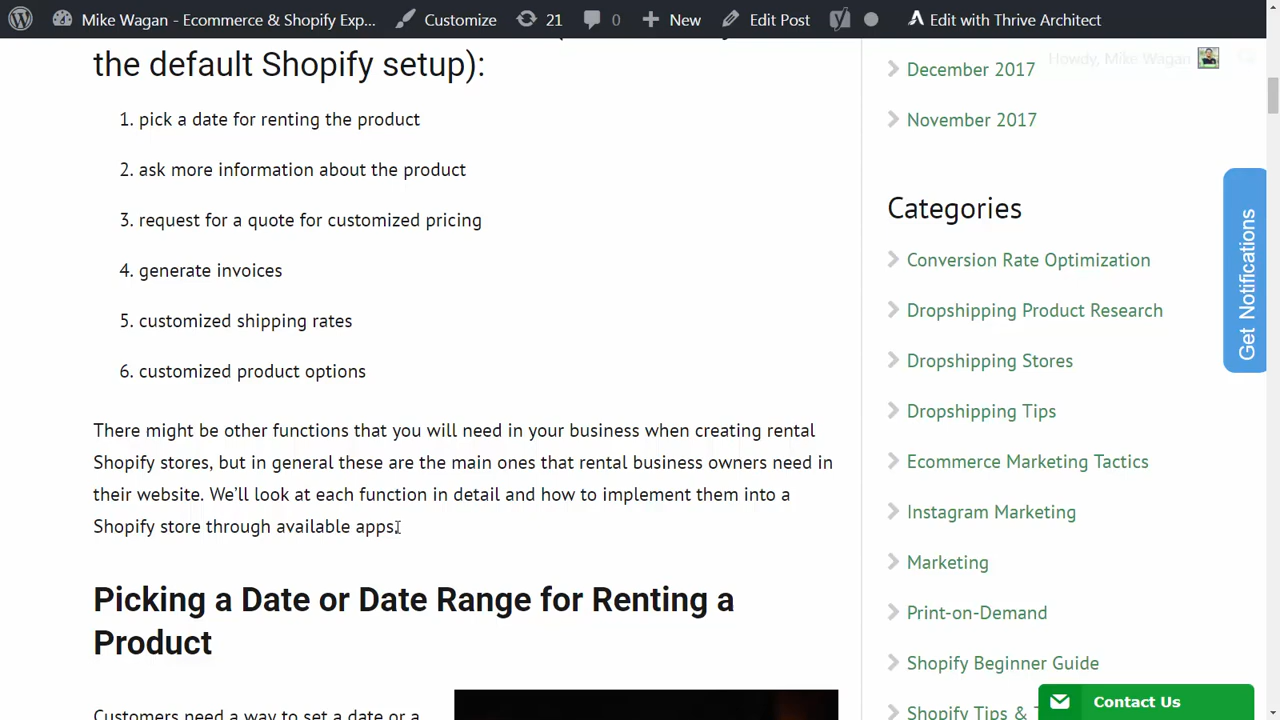 Mike Wagan - Ecommerce & Shopify Exp...
Customize
21
0
New
Edit Post
Edit with Thrive Architect
Howdy, Mike Wagan
the default Shopify setup):
1. pick a date for renting the product
2. ask more information about the product
3. request for a quote for customized pricing
4. generate invoices
5. customized shipping rates
6. customized product options
There might be other functions that you will need in your business when creating rental
Shopify stores, but in general these are the main ones that rental business owners need in
their website. We’ll look at each function in detail and how to implement them into a
Shopify store through available apps.
Picking a Date or Date Range for Renting a
Product
Customers need a way to set a date or a
December 2017
November 2017
Categories
Conversion Rate Optimization
Dropshipping Product Research
Dropshipping Stores
Dropshipping Tips
Ecommerce Marketing Tactics
Instagram Marketing
Marketing
Print-on-Demand
Shopify Beginner Guide
Shopify Tips &
Get Notifications
Contact Us